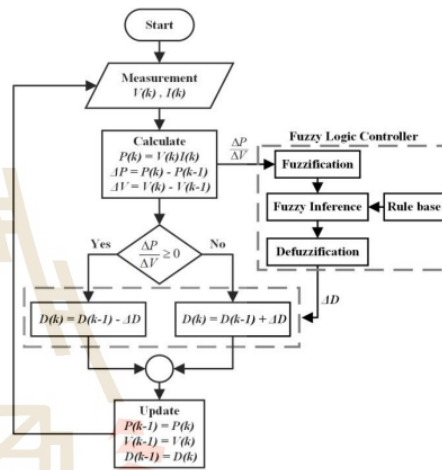 Start
Measurement
V(k) , I(k)
Calculate
P(k) = V(k)I(k)
ΔP = P(k) - P(k-1)
ΔV = V(k) - V(k-1)
ΔP
ΔV
Fuzzy Logic Controller
Fuzzification
Fuzzy Inference
Rule base
Defuzzification
ΔD
Yes
ΔP
ΔV ≥ 0
No
D(k) = D(k-1) - ΔD
D(k) = D(k-1) + ΔD
Update
P(k-1) = P(k)
V(k-1) = V(k)
D(k-1) = D(k)